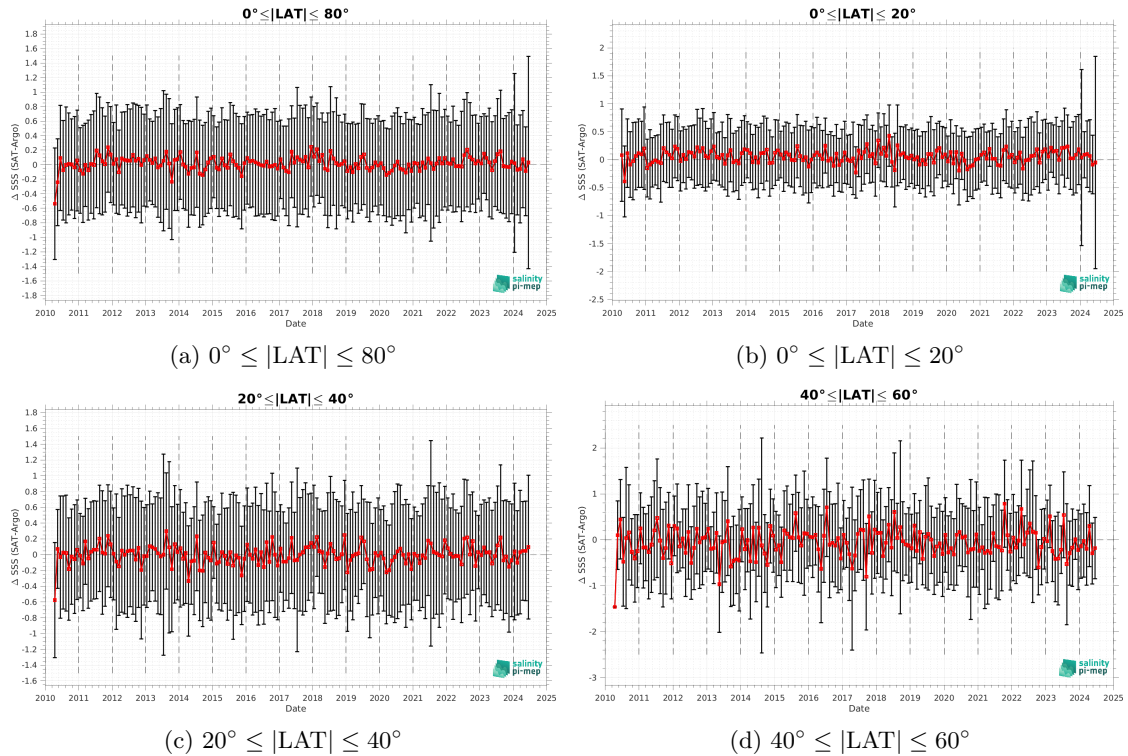 0°≤|LAT|≤ 80°
Δ SSS (SAT-Argo)
1.8
1.6
1.4
1.2
1
0.8
0.6
0.4
0.2
0
-0.2
-0.4
-0.6
-0.8
-1
-1.2
-1.4
-1.6
-1.8
salinity
pi-mep
2010 2011 2012 2013 2014 2015 2016 2017 2018 2019 2020 2021 2022 2023 2024 2025
Date
(a) 0° ≤ |LAT| ≤ 80°
0°≤|LAT|≤ 20°
Δ SSS (SAT-Argo)
2
1.5
1
0.5
0
-0.5
-1
-1.5
-2
-2.5
salinity
pi-mep
2010 2011 2012 2013 2014 2015 2016 2017 2018 2019 2020 2021 2022 2023 2024 2025
Date
(b) 0° ≤ |LAT| ≤ 20°
20°≤|LAT|≤ 40°
Δ SSS (SAT-Argo)
1.8
1.6
1.4
1.2
1
0.8
0.6
0.4
0.2
0
-0.2
-0.4
-0.6
-0.8
-1
-1.2
-1.4
-1.6
salinity
pi-mep
2010 2011 2012 2013 2014 2015 2016 2017 2018 2019 2020 2021 2022 2023 2024 2025
Date
(c) 20° ≤ |LAT| ≤ 40°
40°≤|LAT|≤ 60°
Δ SSS (SAT-Argo)
2
1
0
-1
-2
-3
salinity
pi-mep
2010 2011 2012 2013 2014 2015 2016 2017 2018 2019 2020 2021 2022 2023 2024 2025
Date
(d) 40° ≤ |LAT| ≤ 60°